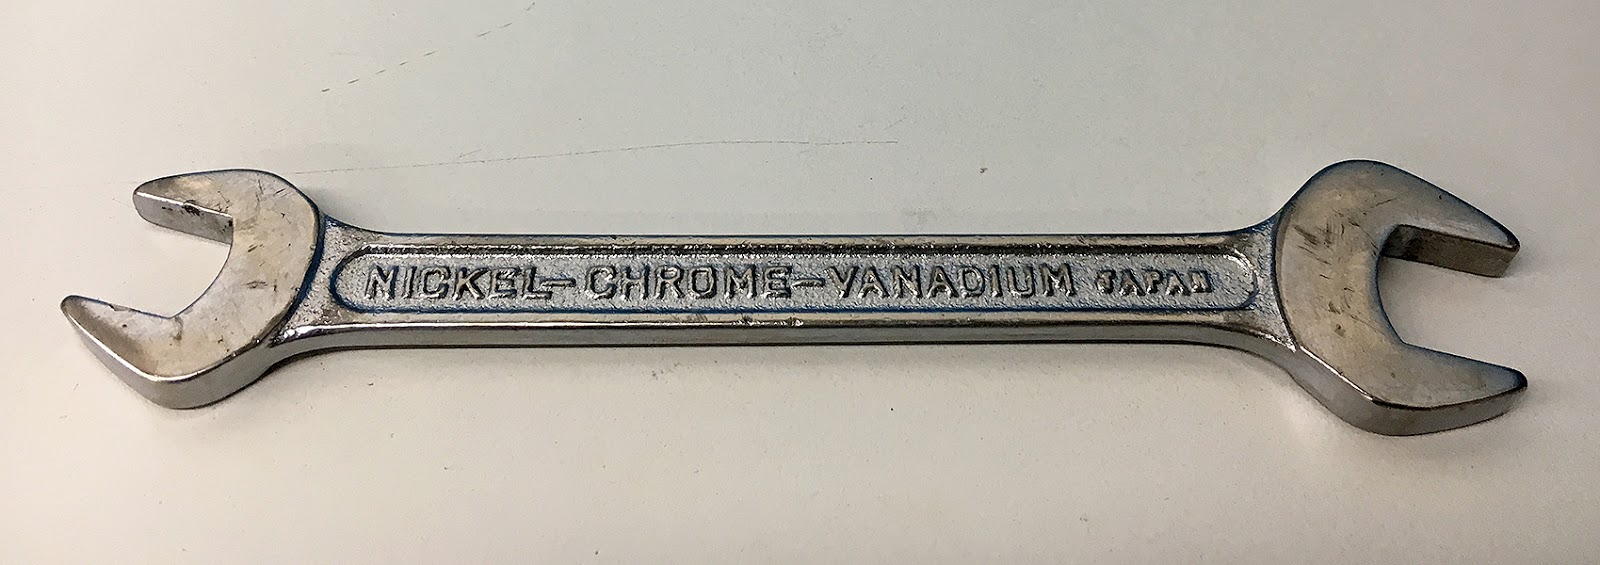 NICKEL-CHROME-VANADIUM JAPAN